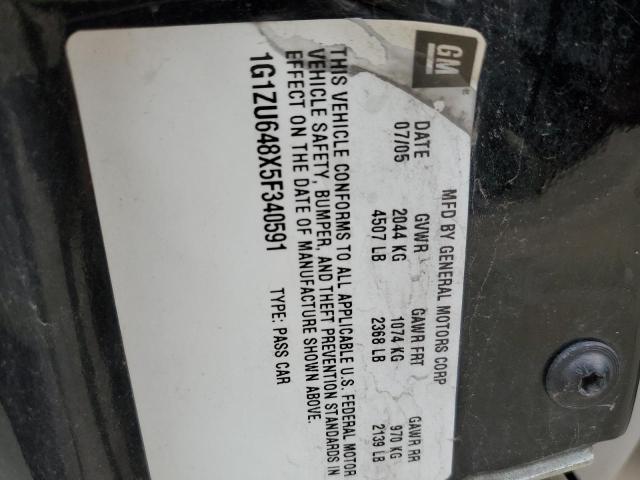 GM
MFD BY GENERAL MOTORS CORP
DATE GVWR GAWR FRT GAWR RR
07/05 2044 KG 1074 KG 970 KG
4507 LB 2368 LB 2139 LB
THIS VEHICLE CONFORMS TO ALL APPLICABLE U.S. FEDERAL MOTOR
VEHICLE SAFETY, BUMPER, AND THEFT PREVENTION STANDARDS IN
EFFECT ON THE DATE OF MANUFACTURE SHOWN ABOVE.
1G1ZU648X5F340591 TYPE: PASS CAR